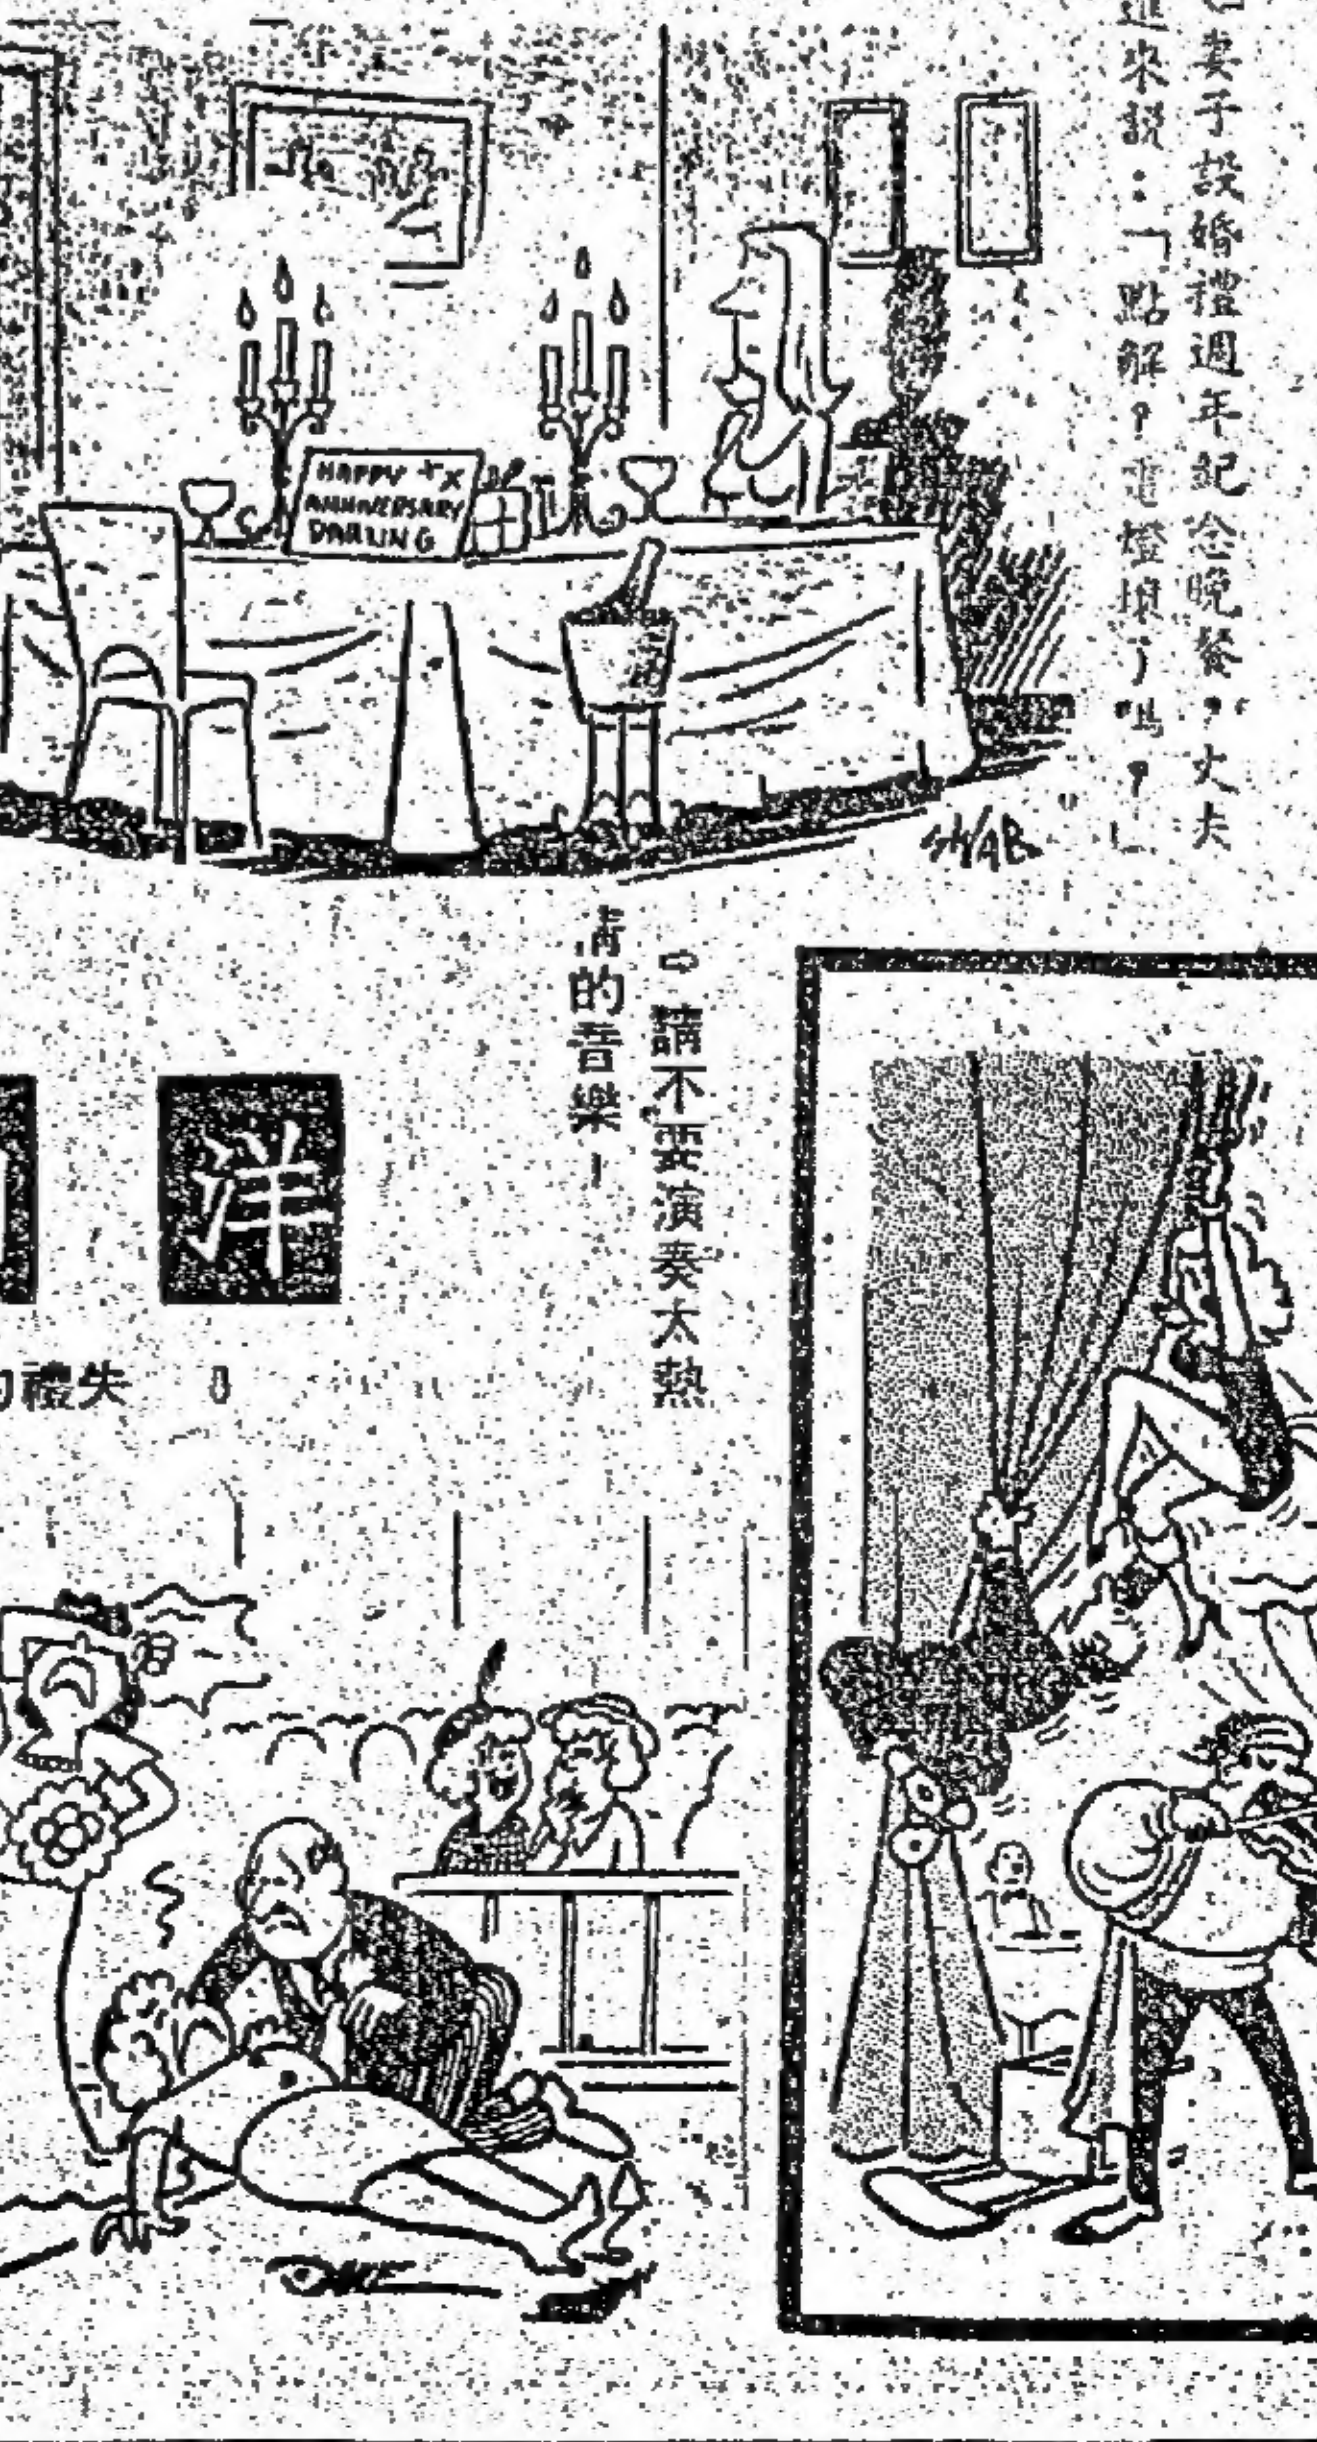 妻子設婚禮週年紀念晚餐，丈夫
進來說：「點解？電燈壞了嗎？」
HAPPY XX
ANNIVERSARY
DARLING
⇨請不要演奏太熱
情的音樂！
洋
失禮